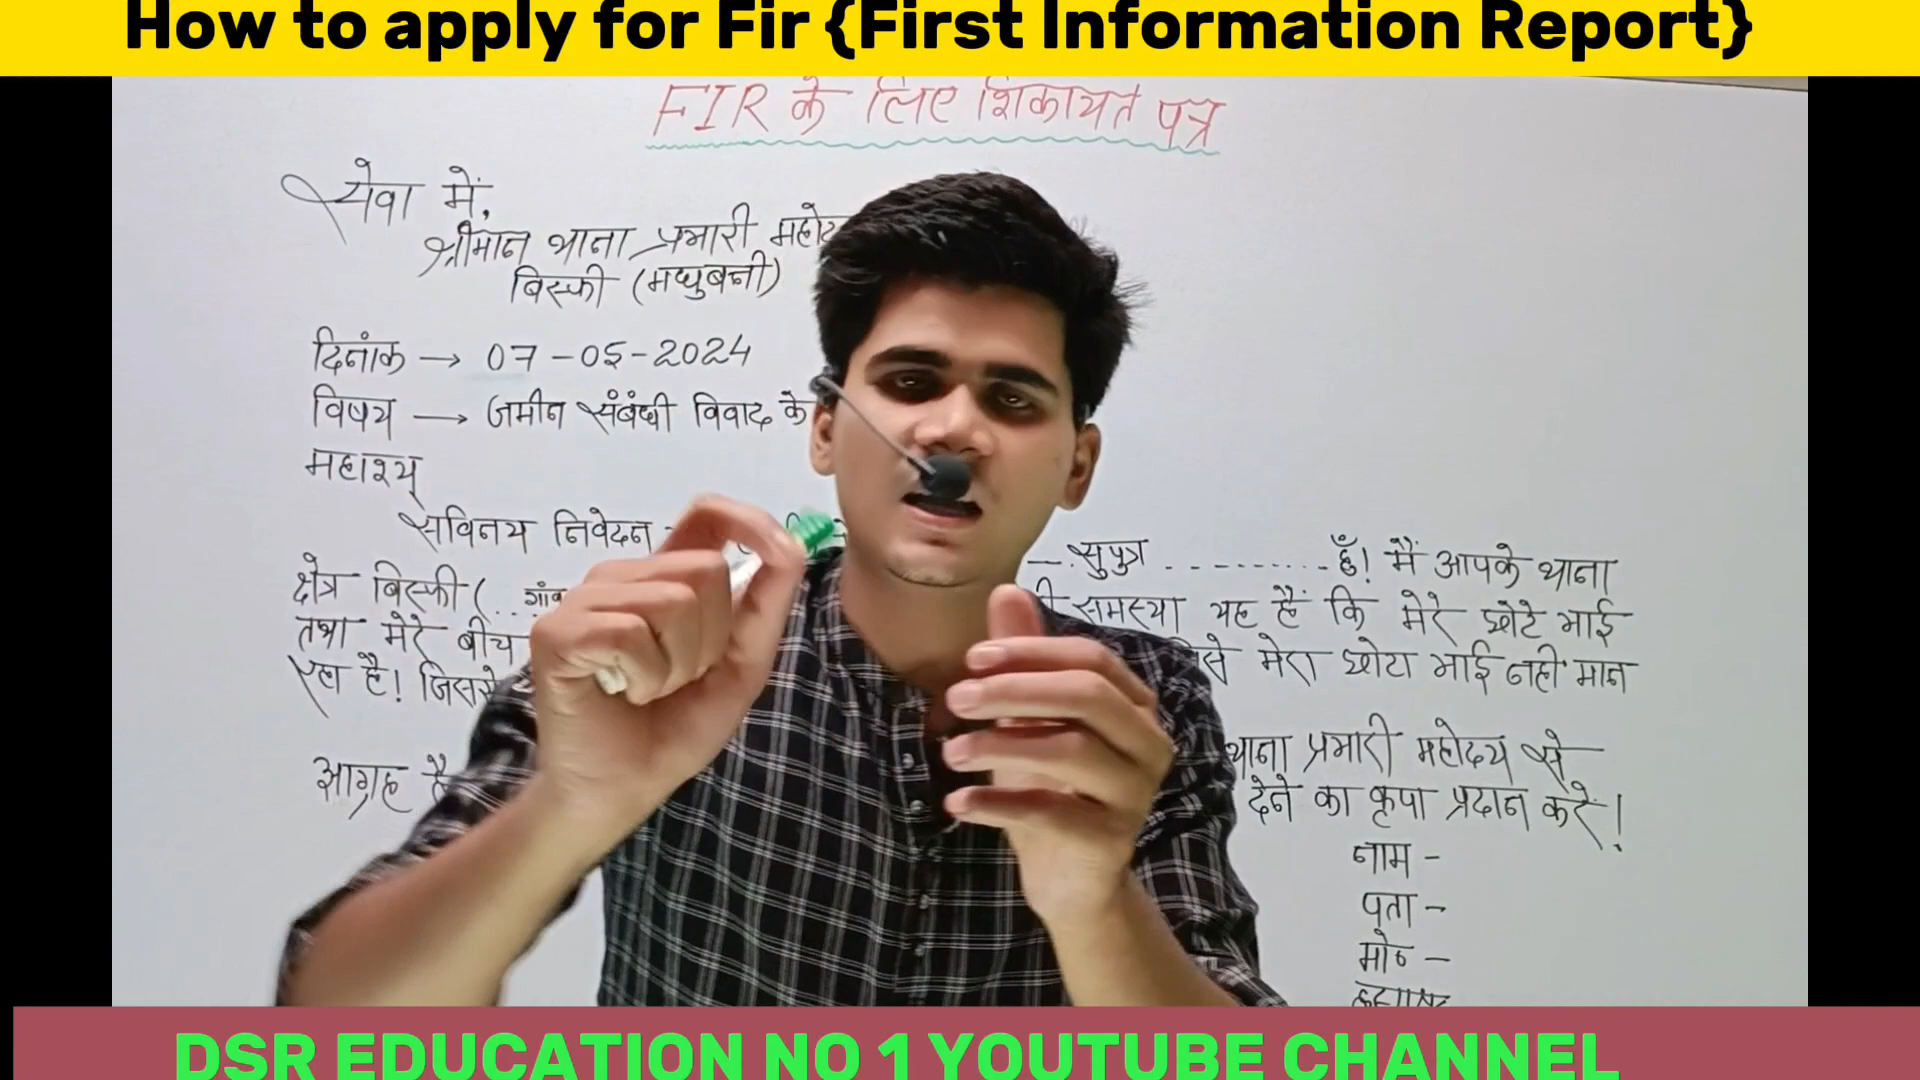 How to apply for Fir {First Information Report}
FIR के लिए शिकायत पत्र
सेवा में,
श्रीमान थाना प्रभारी
बिस्फी (मधुबनी)
दिनांक → 07-05-2024
विषय → जमीन संबंधी विवाद के
महाश्य्
सविनय निवेदन
सुपुत्र ---------- हूँ! मैं आपके थाना
क्षेत्र बिस्फी (..गांव
समस्या यह हैं कि मेरे छोटे भाई
तथा मेरे बीच
मेरा छोटा भाई नही मान
रहा है! जिससे
थाना प्रभारी महोदय से
आग्रह है
देने का कृपा प्रदान करे!
नाम -
पता -
मो० -
DSR EDUCATION NO 1 YOUTUBE CHANNEL